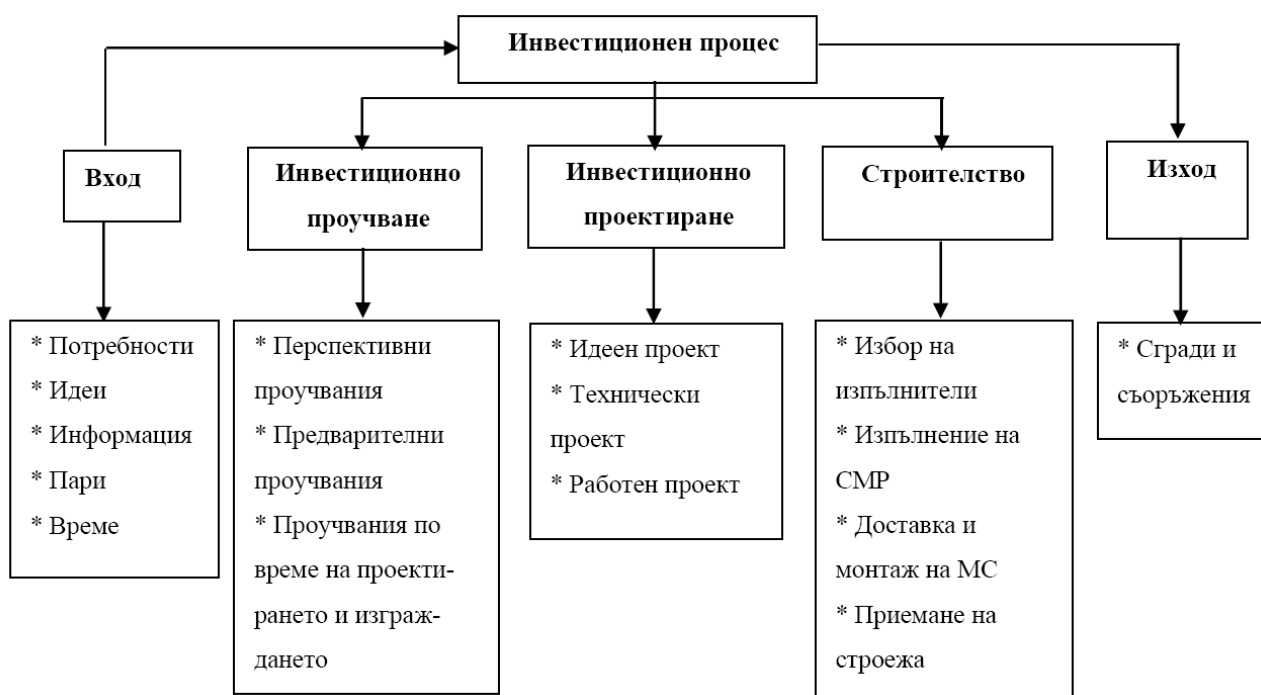 Инвестиционен процес
Вход
Инвестиционно
проучване
Инвестиционно
проектиране
Строителство
Изход
* Потребности
* Идеи
* Информация
* Пари
* Време
* Перспективни
проучвания
* Предварителни
проучвания
* Проучвания по
време на проекти-
рането и изграж-
дането
* Идеен проект
* Технически
проект
* Работен проект
* Избор на
изпълнители
* Изпълнение на
СМР
* Доставка и
монтаж на МС
* Приемане на
строежа
* Сгради и
съоръжения